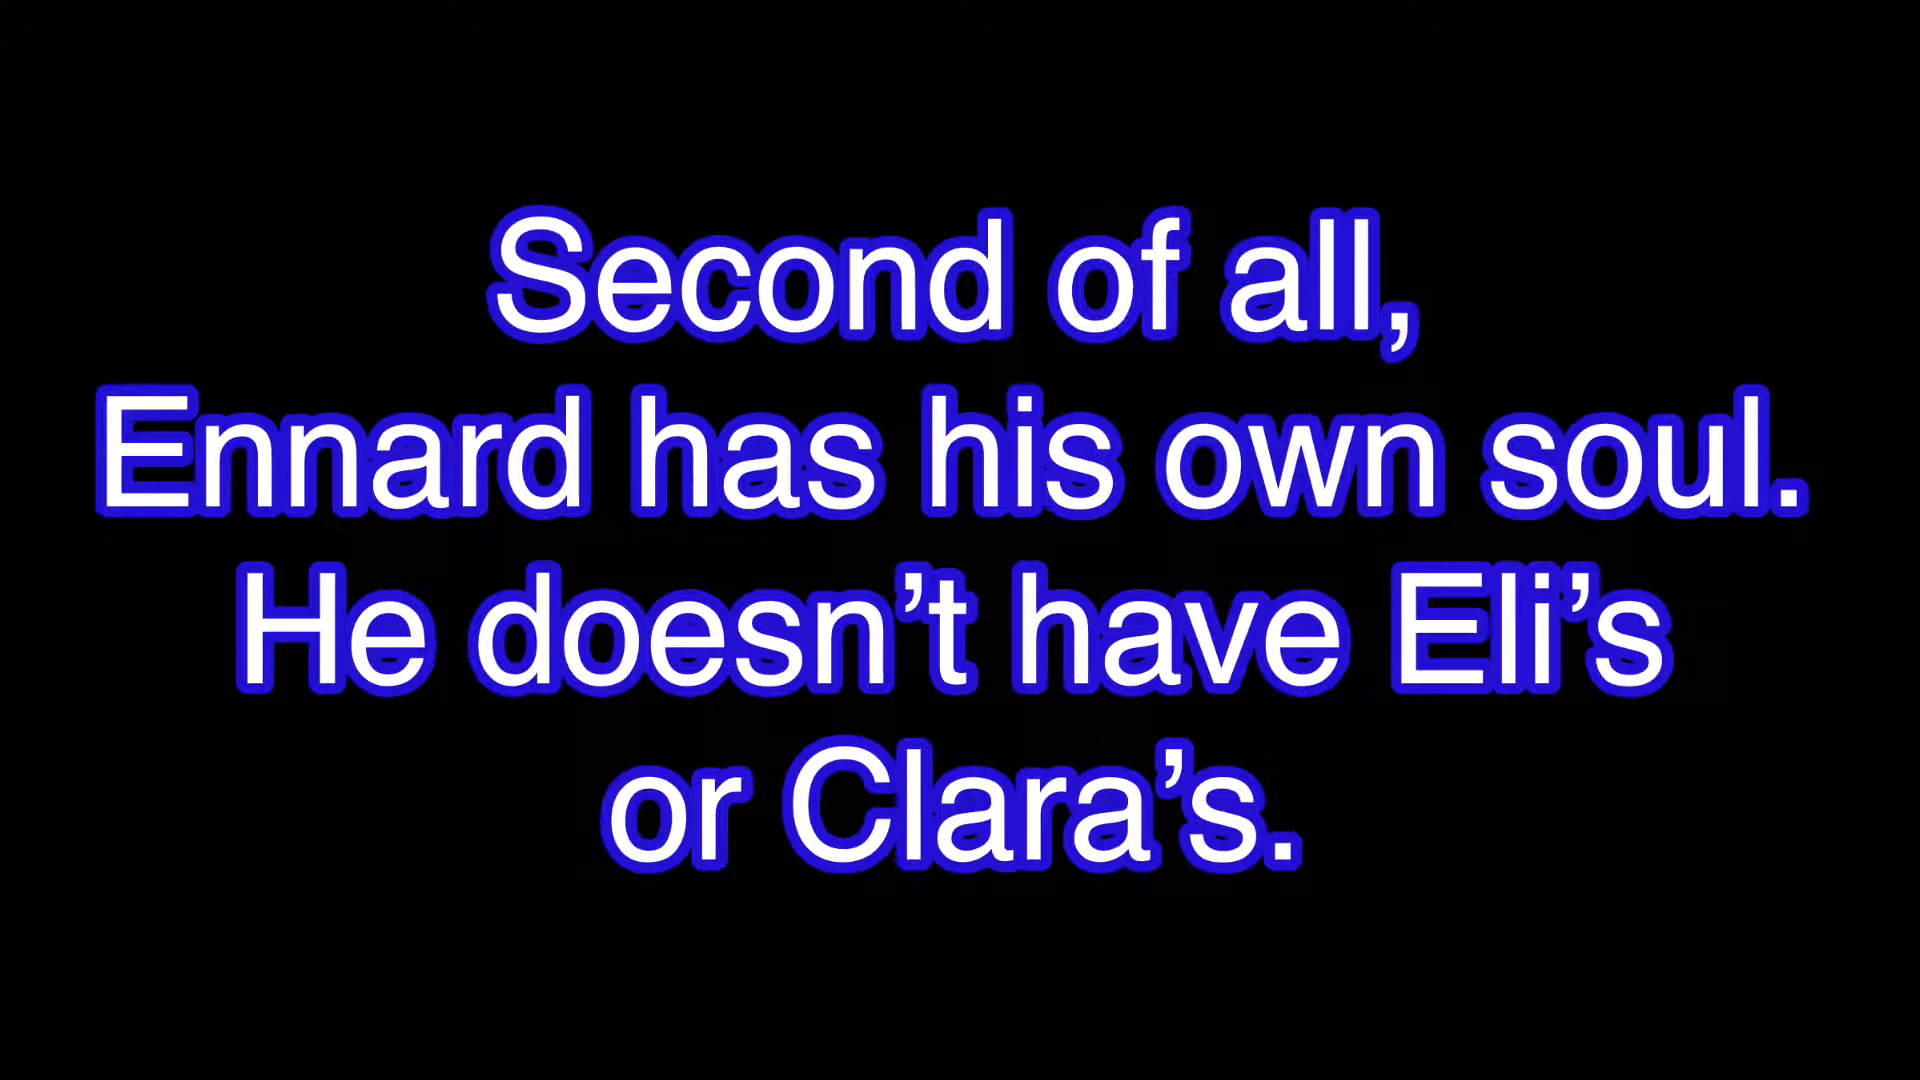 Second of all,
Ennard has his own soul.
He doesn’t have Eli’s
or Clara’s.